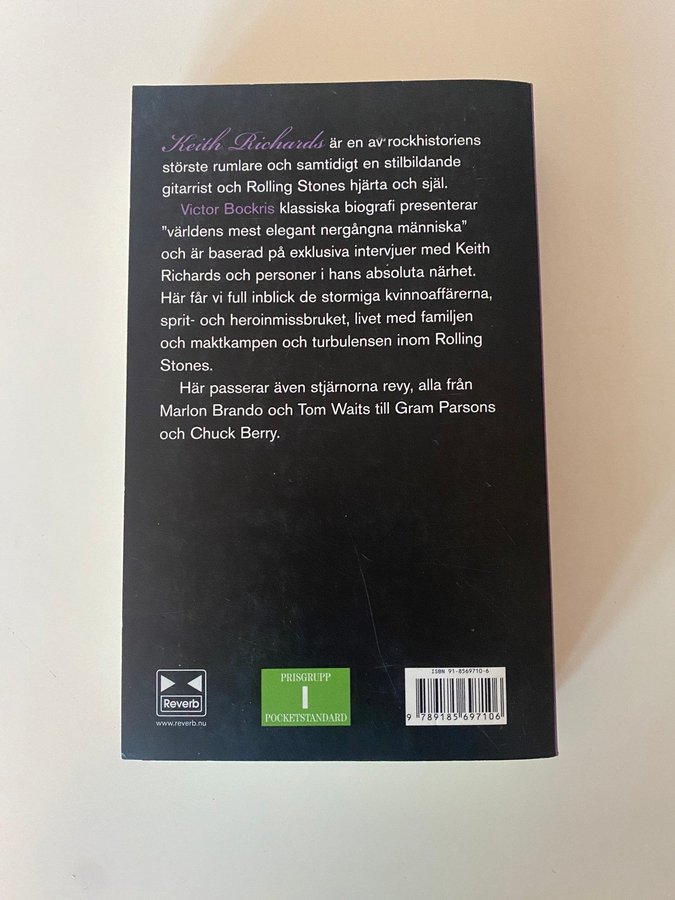 Keith Richards är en av rockhistoriens
störste rumlare och samtidigt en stilbildande
gitarrist och Rolling Stones hjärta och själ.
Victor Bockris klassiska biografi presenterar
"världens mest elegant nergångna människa"
och är baserad på exklusiva intervjuer med Keith
Richards och personer i hans absoluta närhet.
Här får vi full inblick de stormiga kvinnoaffärerna,
sprit- och heroinmissbruket, livet med familjen
och maktkampen och turbulensen inom Rolling
Stones.
Här passerar även stjärnorna revy, alla från
Marlon Brando och Tom Waits till Gram Parsons
och Chuck Berry.
Reverb
www.reverb.nu
PRISGRUPP
1
POCKETSTANDARD
ISBN 91-8569710-6
9 789185 697106